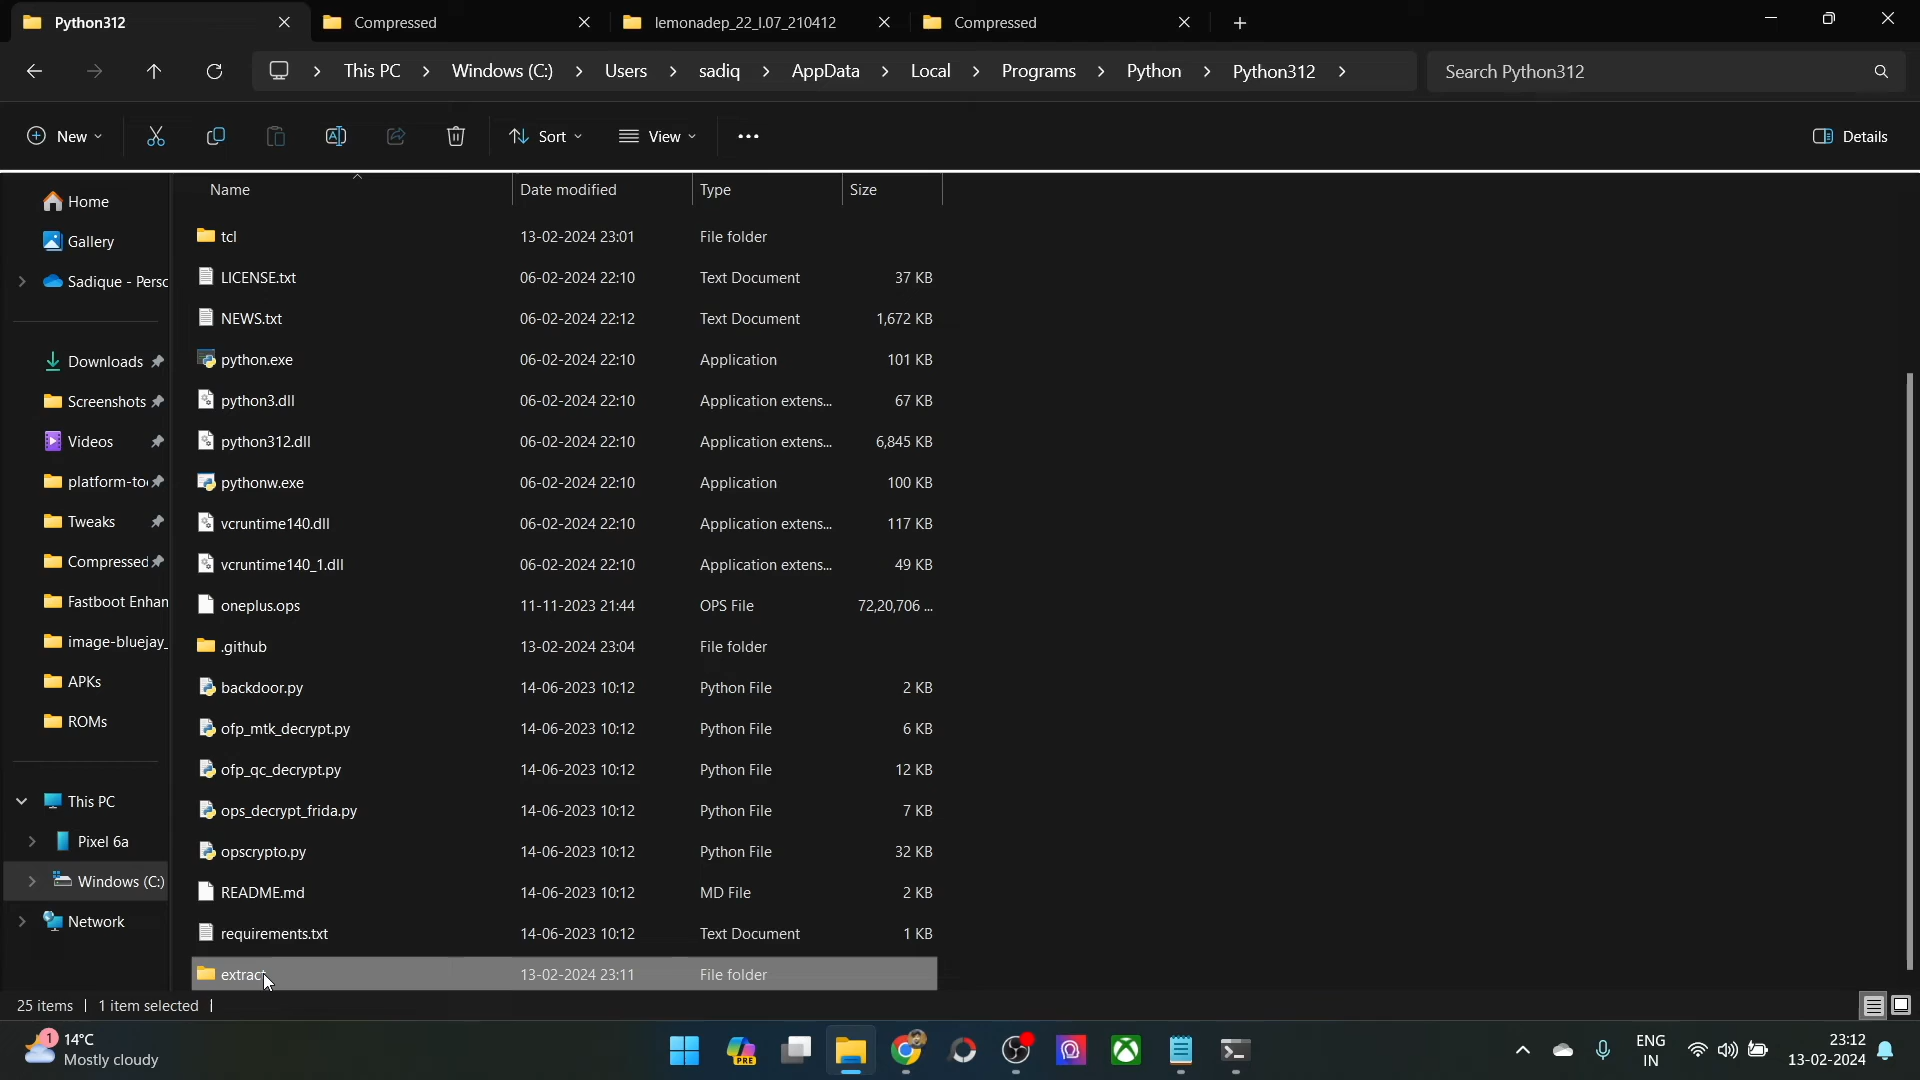 Python312
Compressed
lemonadep_22_I.07_210412
Compressed
This PC
Windows (C:)
Users
sadiq
AppData
Local
Programs
Python
Python312
Search Python312
New
Sort
View
Details
Name
Date modified
Type
Size
Home
Gallery
Sadique - Persc
Downloads
Screenshots
Videos
platform-too
Tweaks
Compressed
Fastboot Enhan
image-bluejay_
APKs
ROMs
This PC
Pixel 6a
Windows (C:)
Network
tcl 13-02-2024 23:01 File folder
LICENSE.txt 06-02-2024 22:10 Text Document 37 KB
NEWS.txt 06-02-2024 22:12 Text Document 1,672 KB
python.exe 06-02-2024 22:10 Application 101 KB
python3.dll 06-02-2024 22:10 Application extens... 67 KB
python312.dll 06-02-2024 22:10 Application extens... 6,845 KB
pythonw.exe 06-02-2024 22:10 Application 100 KB
vcruntime140.dll 06-02-2024 22:10 Application extens... 117 KB
vcruntime140_1.dll 06-02-2024 22:10 Application extens... 49 KB
oneplus.ops 11-11-2023 21:44 OPS File 72,20,706 ...
.github 13-02-2024 23:04 File folder
backdoor.py 14-06-2023 10:12 Python File 2 KB
ofp_mtk_decrypt.py 14-06-2023 10:12 Python File 6 KB
ofp_qc_decrypt.py 14-06-2023 10:12 Python File 12 KB
ops_decrypt_frida.py 14-06-2023 10:12 Python File 7 KB
opscrypto.py 14-06-2023 10:12 Python File 32 KB
README.md 14-06-2023 10:12 MD File 2 KB
requirements.txt 14-06-2023 10:12 Text Document 1 KB
extract 13-02-2024 23:11 File folder
25 items 1 item selected
1
14°C
Mostly cloudy
PRE
ENG
IN
23:12
13-02-2024